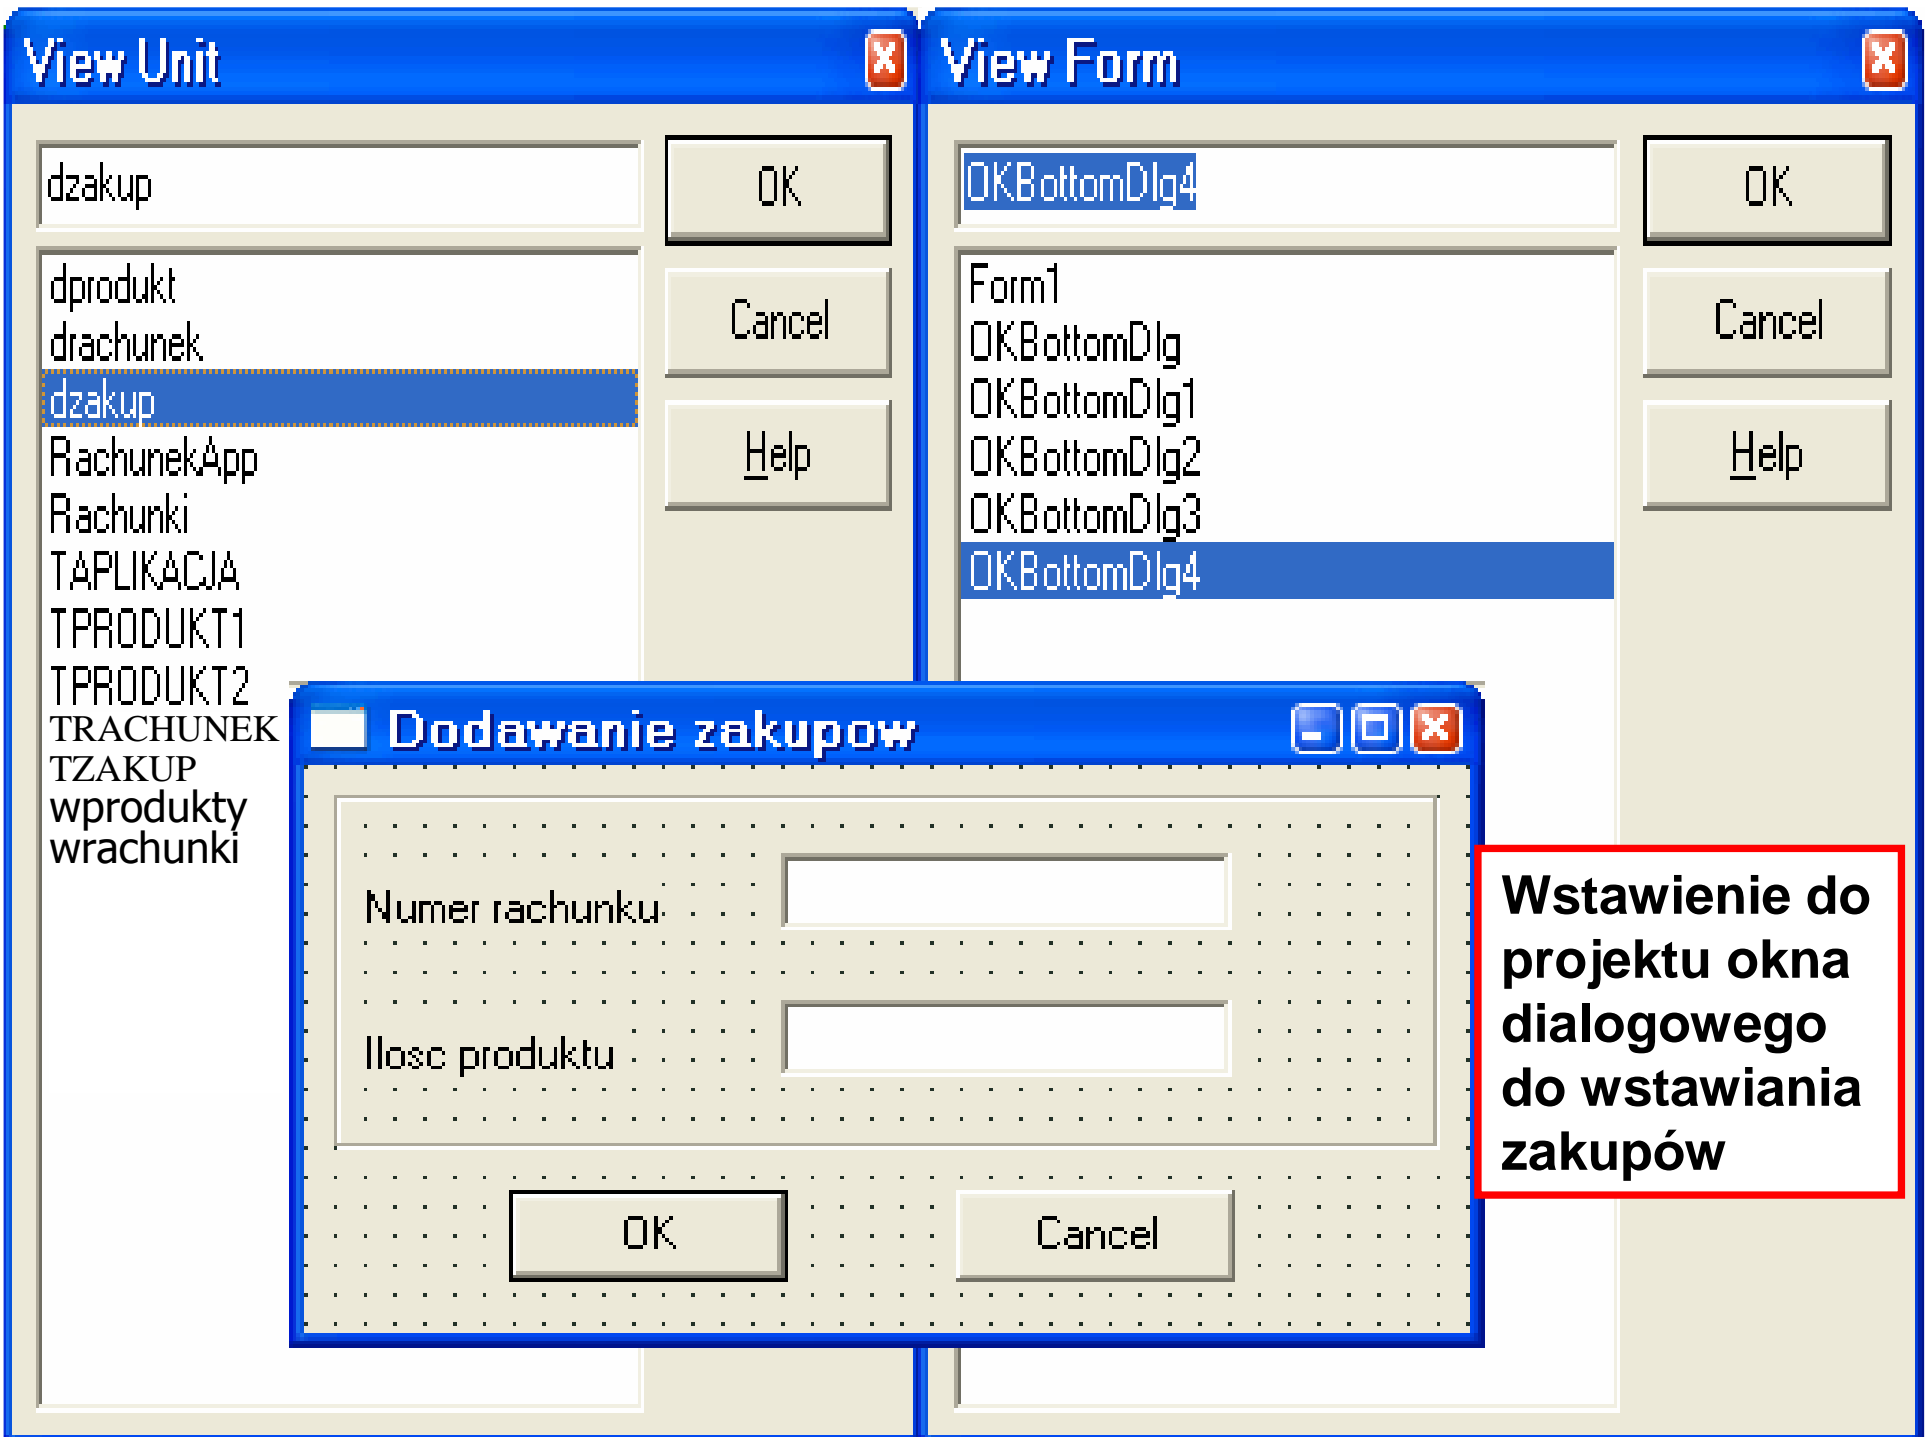 View Unit
dzakup
OK
Cancel
Help
dprodukt
drachunek
dzakup
RachunekApp
Rachunki
TAPLIKACJA
TPRODUKT1
TPRODUKT2
TRACHUNEK
TZAKUP
wprodukty
wrachunki
View Form
OKBottomDlg4
OK
Cancel
Help
Form1
OKBottomDlg
OKBottomDlg1
OKBottomDlg2
OKBottomDlg3
OKBottomDlg4
Dodawanie zakupow
Numer rachunku
Ilosc produktu
OK
Cancel
Wstawienie do
projektu okna
dialogowego
do wstawiania
zakupów